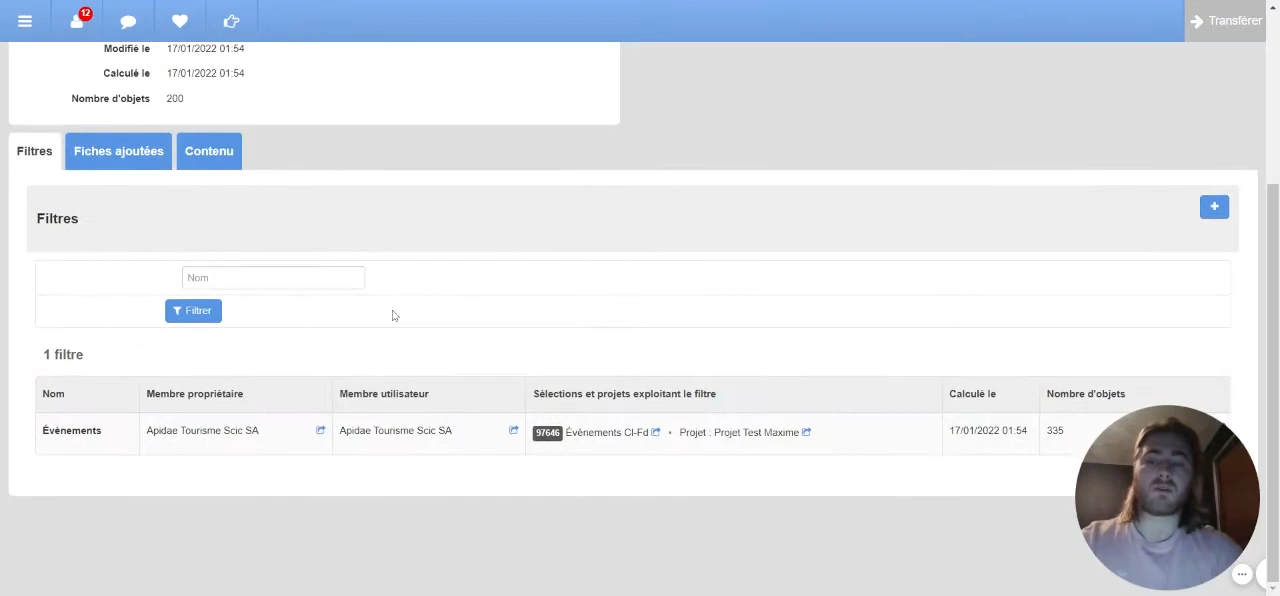 12
Transférer
Modifié le 17/01/2022 01:54
Calculé le 17/01/2022 01:54
Nombre d'objets 200
Filtres Fiches ajoutées Contenu
Filtres
Nom
Filtrer
1 filtre
Nom Membre propriétaire Membre utilisateur Sélections et projets exploitant le filtre Calculé le Nombre d'objets
Événements Apidae Tourisme Scic SA Apidae Tourisme Scic SA 97646 Événements Cl-Fd • Projet : Projet Test Maxime 17/01/2022 01:54 335